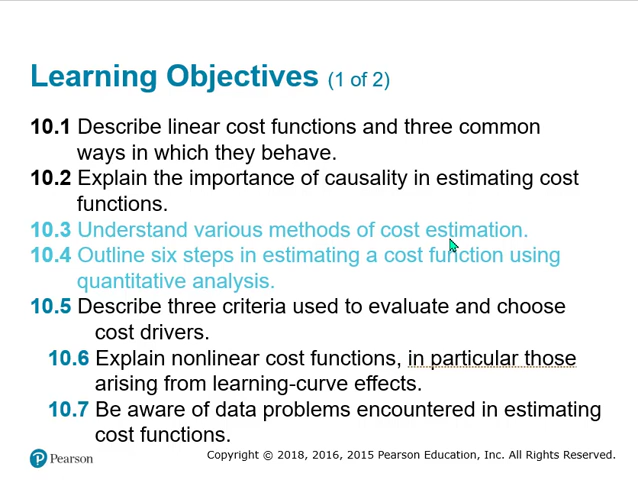 Learning Objectives (1 of 2)
10.1 Describe linear cost functions and three common
ways in which they behave.
10.2 Explain the importance of causality in estimating cost
functions.
10.3 Understand various methods of cost estimation.
10.4 Outline six steps in estimating a cost function using
quantitative analysis.
10.5 Describe three criteria used to evaluate and choose
cost drivers.
10.6 Explain nonlinear cost functions, in particular those
arising from learning-curve effects.
10.7 Be aware of data problems encountered in estimating
cost functions.
Pearson
Copyright © 2018, 2016, 2015 Pearson Education, Inc. All Rights Reserved.